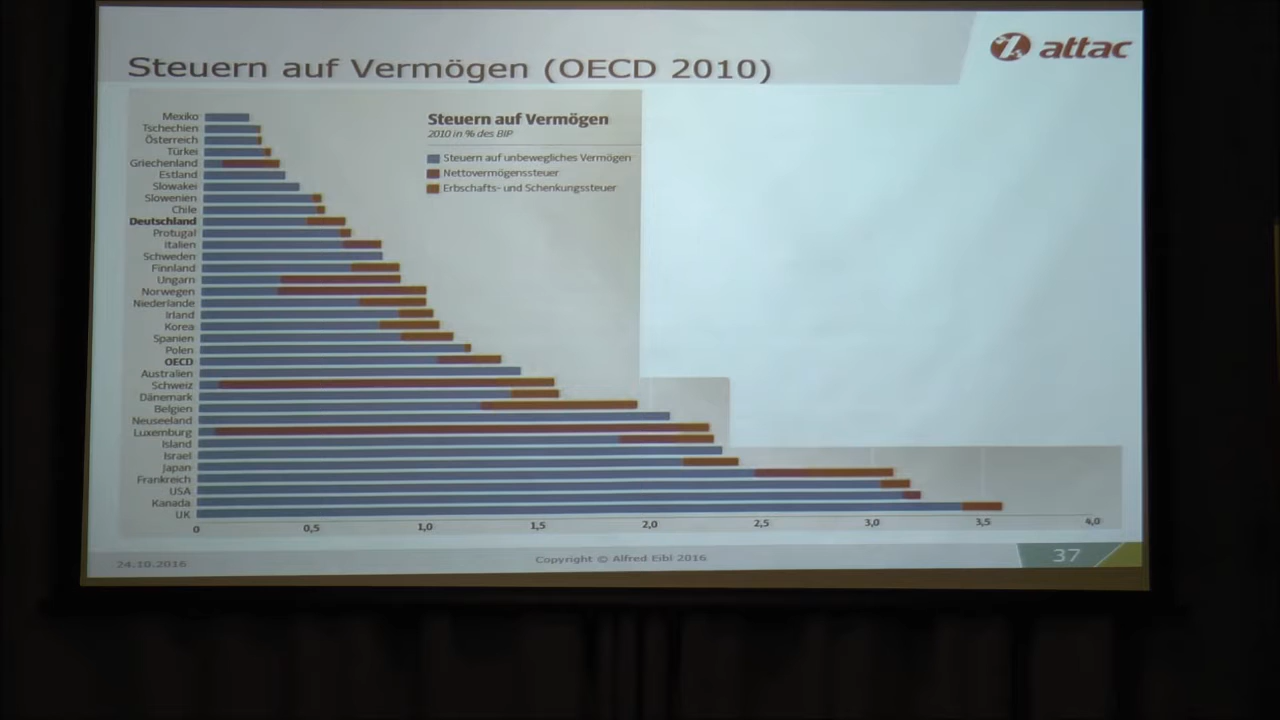 Steuern auf Vermögen (OECD 2010)
attac
Steuern auf Vermögen
2010 in % des BIP
Steuern auf unbewegliches Vermögen
Nettovermögenssteuer
Erbschafts- und Schenkungssteuer
Mexiko
Tschechien
Österreich
Türkei
Griechenland
Estland
Slowakei
Slowenien
Chile
Deutschland
Protugal
Italien
Schweden
Finnland
Ungarn
Norwegen
Niederlande
Irland
Korea
Spanien
Polen
OECD
Australien
Schweiz
Dänemark
Belgien
Neuseeland
Luxemburg
Island
Israel
Japan
Frankreich
USA
Kanada
UK
0 0,5 1,0 1,5 2,0 2,5 3,0 3,5 4,0
24.10.2016 Copyright © Alfred Eibl 2016 37